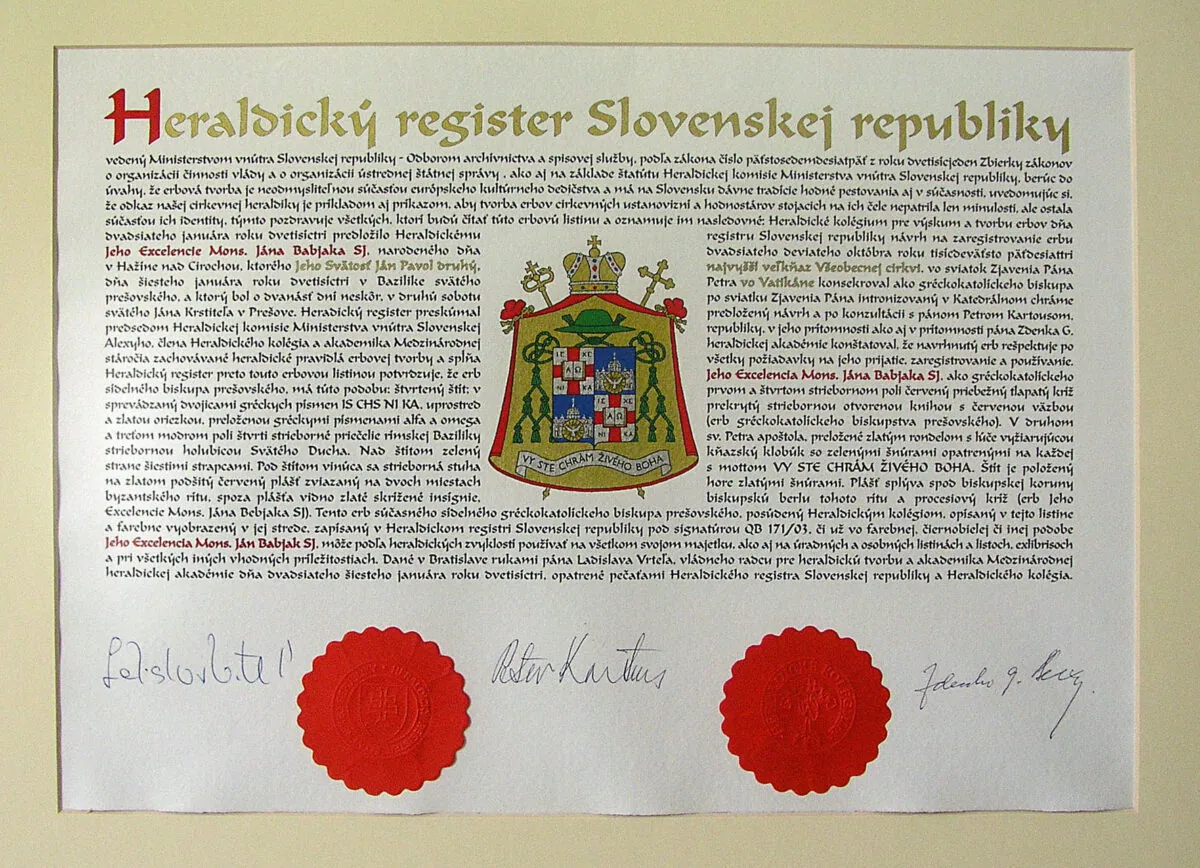 Heraldický register Slovenskej republiky
vedený Ministerstvom vnútra Slovenskej republiky - Odborom archívnictva a spisovej služby, podľa zákona číslo päťstosedemdesiatpäť z roku dvetisícjeden Zbierky zákonov
o organizácii činnosti vlády a o organizácii ústrednej štátnej správy , ako aj na základe štatútu Heraldickej komisie Ministerstva vnútra Slovenskej republiky, berúc do
úvahy, že erbová tvorba je neodmysliteľnou súčasťou európskeho kultúrneho dedičstva a má na Slovensku dávne tradície hodné pestovania aj v súčasnosti, uvedomujúc si,
že odkaz našej cirkevnej heraldiky je príkladom aj príkazom, aby tvorba erbov cirkevných ustanovizní a hodnostárov stojacich na ich čele nepatrila len minulosti, ale ostala
súčasťou ich identity, týmto pozdravuje všetkých, ktorí budú čítať túto erbovú listinu a oznamuje im nasledovné: Heraldické kolégium pre výskum a tvorbu erbov dňa
dvadsiateho januára roku dvetisíctri predložilo Heraldickému registru Slovenskej republiky návrh na zaregistrovanie erbu
Jeho Excelencie Mons. Jána Babjaka SJ, narodeného dňa dvadsiateho deviateho októbra roku tisícdeväťsto päťdesiattri
v Hažíne nad Cirochou, ktorého Jeho Svätosť Ján Pavol druhý, najvyšší veľkňaz Všeobecnej cirkvi, vo sviatok Zjavenia Pána
dňa šiesteho januára roku dvetisíctri v Bazilike svätého Petra vo Vatikáne konsekroval ako gréckokatolíckeho biskupa
prešovského, a ktorý bol o dvanásť dní neskôr, v druhú sobotu po sviatku Zjavenia Pána intronizovaný v Katedrálnom chráme
svätého Jána Krstiteľa v Prešove. Heradický register preskúmal predložený návrh a po konzultácii s pánom Petrom Kartousom,
predsedom Heraldickej komisie Ministerstva vnútra Slovenskej republiky, v jeho prítomnosti ako aj v prítomnosti pána Zdenka G.
Alexyho, člena Heraldického kolégia a akademika Medzinárodnej heraldickej akadémie konštatoval, že navrhnutý erb rešpektuje po
stáročia zachovávané heraldické pravidlá erbovej tvorby a spĺňa všetky požiadavky na jeho prijatie, zaregistrovanie a používanie.
Heraldický register preto touto erbovou listinou potvrdzuje, že erb Jeho Excelencia Mons. Jána Babjaka SJ, ako gréckokatolíckeho
sídelného biskupa prešovského, má túto podobu: štvrtený štít; v prvom a štvrtom striebornom poli červený priebežný tlapatý kríž
sprevádzaný dvojicami gréckych písmen IS CHS NI KA, uprostred prekrytý striebornou otvorenou knihou s červenou väzbou
a zlatou oriezkou, preloženou gréckymi písmenami alfa a omega (erb gréckokatolíckeho biskupstva prešovského). V druhom
a treťom modrom poli štvrti strieborné priečelie rímskej Baziliky sv. Petra apoštola, preložené zlatým rondelom s lúče vyžiarujúcou
striebornou holubicou Svätého Ducha. Nad štítom zelený kňazský klobúk so zelenými šnúrami opatrenými na každej
strane šiestimi strapcami. Pod štítom vinúca sa strieborná stuha s mottom VY STE CHRÁM ŽIVÉHO BOHA. Štít je položený
na zlatom podšitý červený plášť zviazaný na dvoch miestach hore zlatými šnúrami. Plášť splýva spod biskupskej koruny
byzantského rítu, spoza plášťa vidno zlaté skrížené insignie, biskupskú berlu tohoto rítu a procesiový kríž (erb Jeho
Excelencie Mons. Jána Bebjaka SJ). Tento erb súčasného sídelného gréckokatolíckeho biskupa prešovského, posúdený Heraldickým kolégiom, opísaný v tejto listine
a farebne vyobrazený v jej strede, zapísaný v Heraldickom registri Slovenskej republiky pod signatúrou QB 171/03, či už vo farebnej, čiernobielej či inej podobe
Jeho Excelencia Mons. Ján Babjak SJ, môže podľa heraldických zvyklostí používať na všetkom svojom majetku, ako aj na úradných a osobných listinách a listoch, exlibrisoch
a pri všetkých iných vhodných príležitostiach. Dané v Bratislave rukami pána Ladislava Vrteľa, vládneho radcu pre heraldickú tvorbu a akademika Medzinárodnej
heraldickej akadémie dňa dvadsiateho šiesteho januára roku dvetisíctri, opatrené pečaťami Heraldického registra Slovenskej republiky a Heraldického kolégia.
IC XC
A Ω
NI KA
IC XC
A Ω
NI KA
VY STE CHRÁM ŽIVÉHO BOHA
Peter Kartous